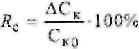 R_c = ΔC_к / C_к0 · 100%